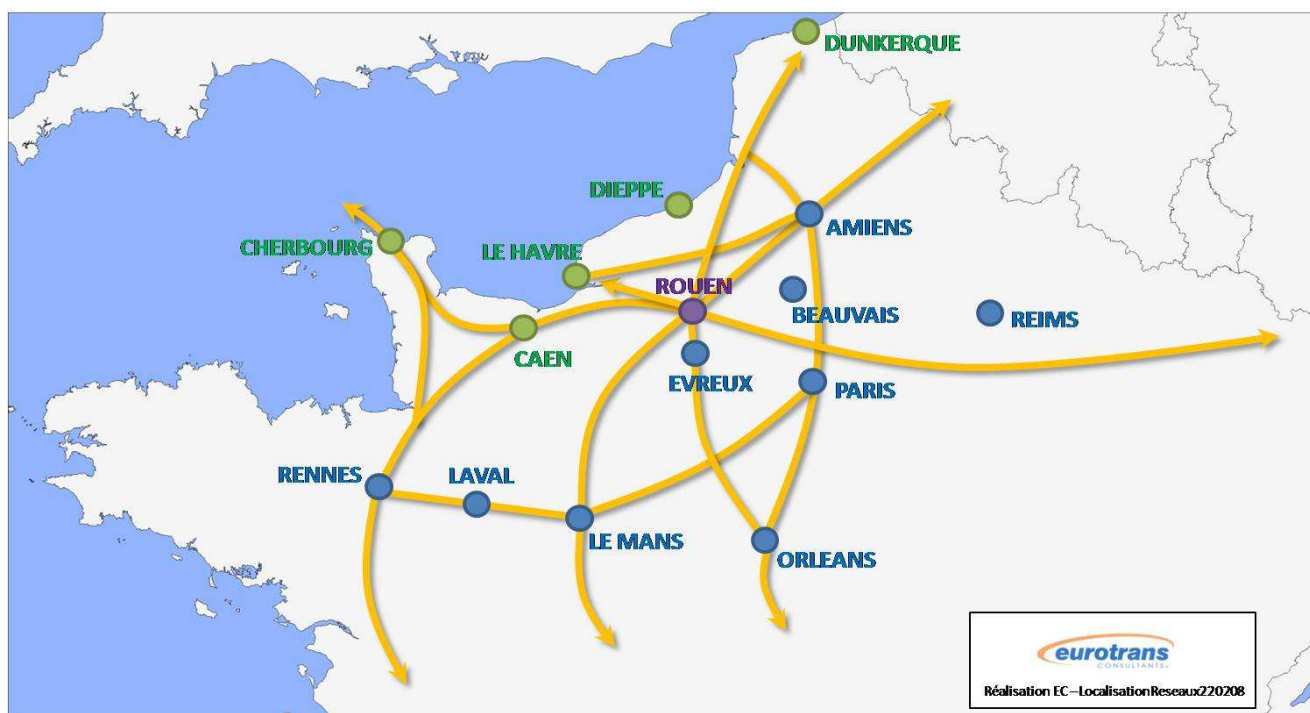 DUNKERQUE
DIEPPE
AMIENS
CHERBOURG
LE HAVRE
ROUEN
BEAUVAIS
REIMS
CAEN
EVREUX
PARIS
RENNES
LAVAL
LE MANS
ORLEANS
eurotrans
CONSULTANTS
Réalisation EC – LocalisationReseaux220208